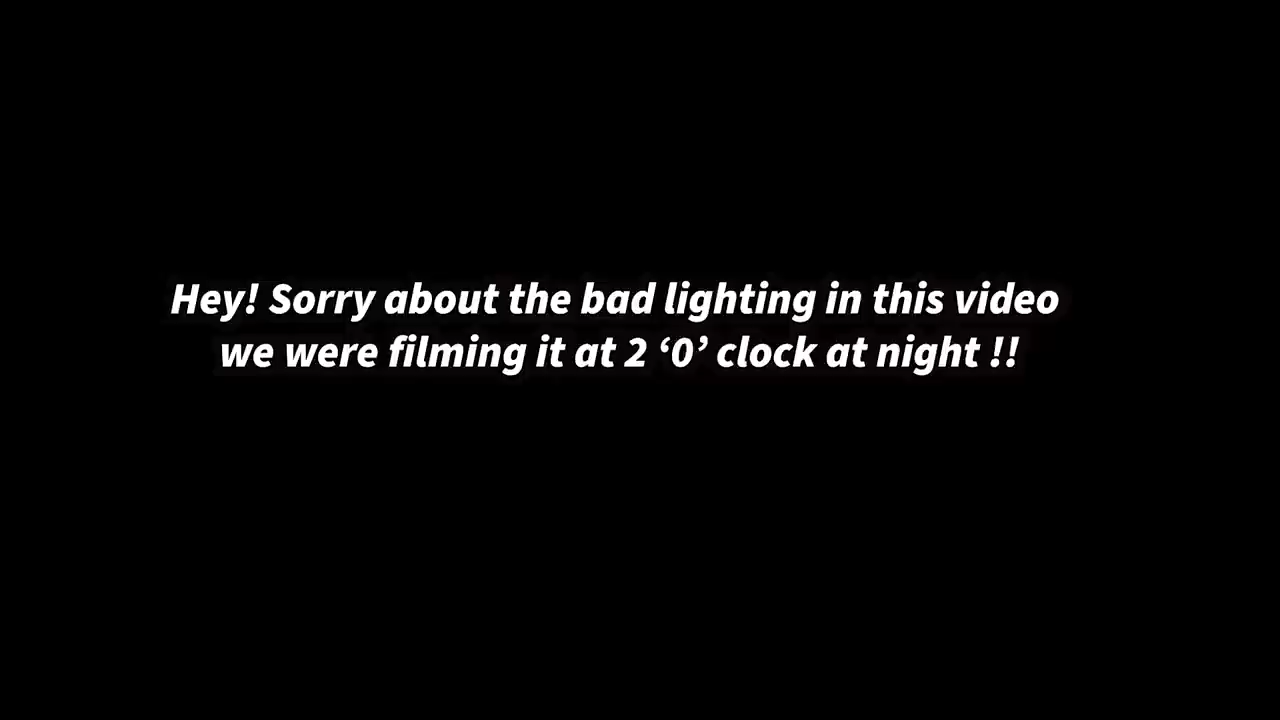 Hey! Sorry about the bad lighting in this video
we were filming it at 2 ‘0’ clock at night !!